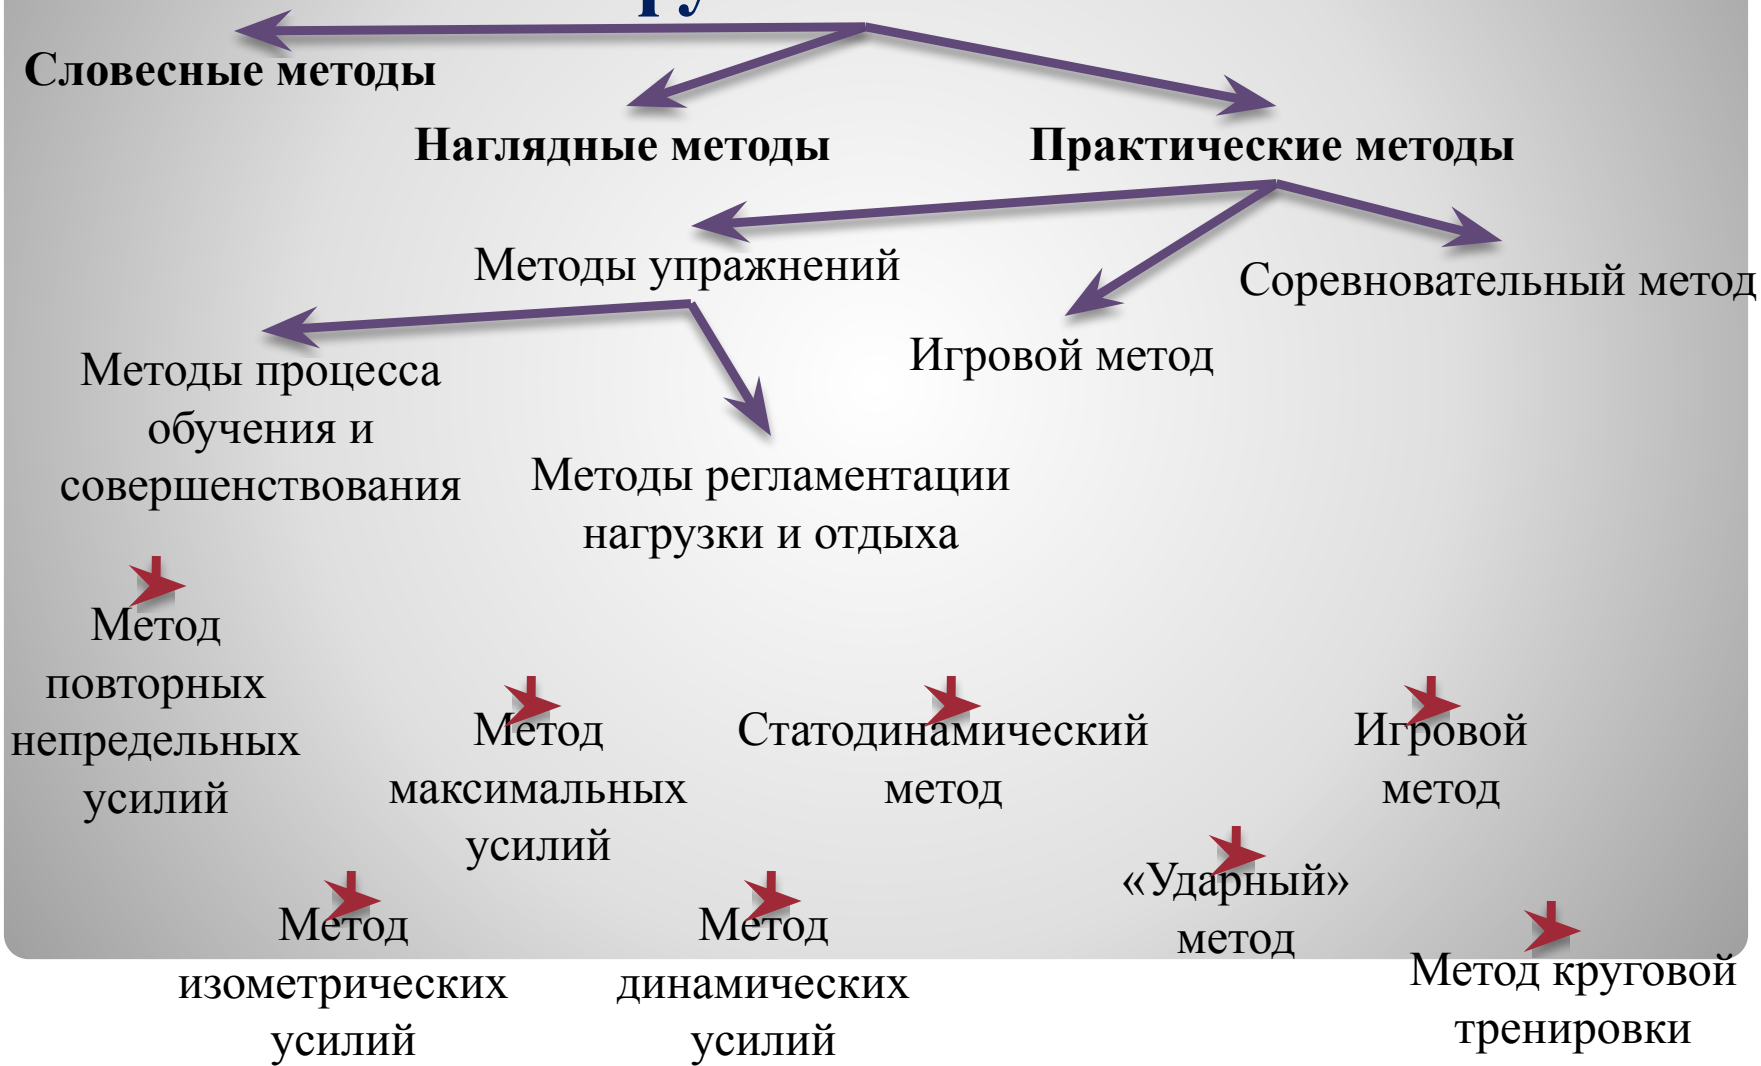 Словесные методы
Наглядные методы
Практические методы
Методы упражнений
Соревновательный метод
Игровой метод
Методы процесса
обучения и
совершенствования
Методы регламентации
нагрузки и отдыха
Метод
повторных
непредельных
усилий
Метод
максимальных
усилий
Статодинамический
метод
Игровой
метод
«Ударный»
метод
Метод
изометрических
усилий
Метод
динамических
усилий
Метод круговой
тренировки